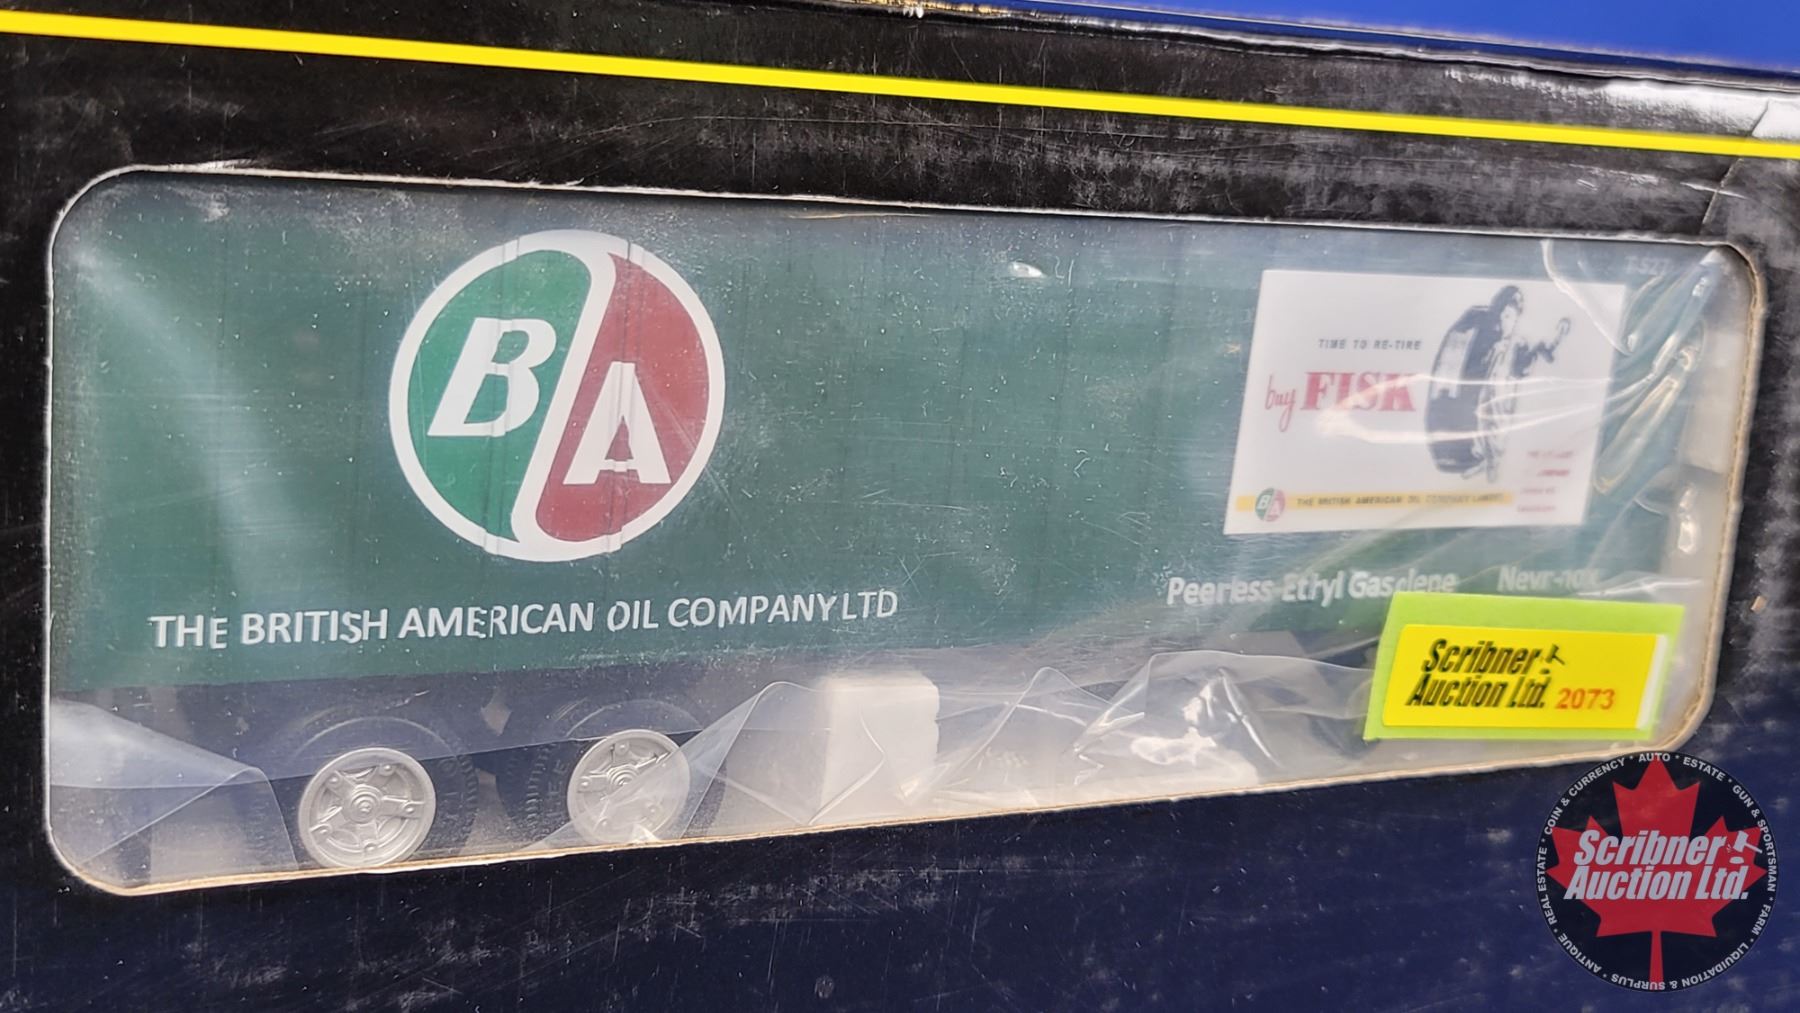 B A
THE BRITISH AMERICAN OIL COMPANY LTD
TIME TO RE-TIRE
buy FISK
BA THE BRITISH AMERICAN OIL COMPANY
Peerless Ethyl Gasolene Nevr-nox
Scribner
Auction Ltd. 2073
COIN & CURRENCY * AUTO * ESTATE * GUN & SPORTSMAN * FARM * LIQUIDATION & SURPLUS * ANTIQUE * REAL ESTATE *
Scribner
Auction Ltd.